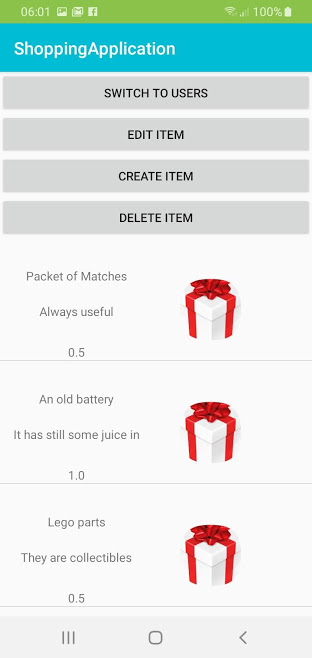 06:01 100%
ShoppingApplication
SWITCH TO USERS
EDIT ITEM
CREATE ITEM
DELETE ITEM
Packet of Matches
Always useful
0.5
An old battery
It has still some juice in
1.0
Lego parts
They are collectibles
0.5